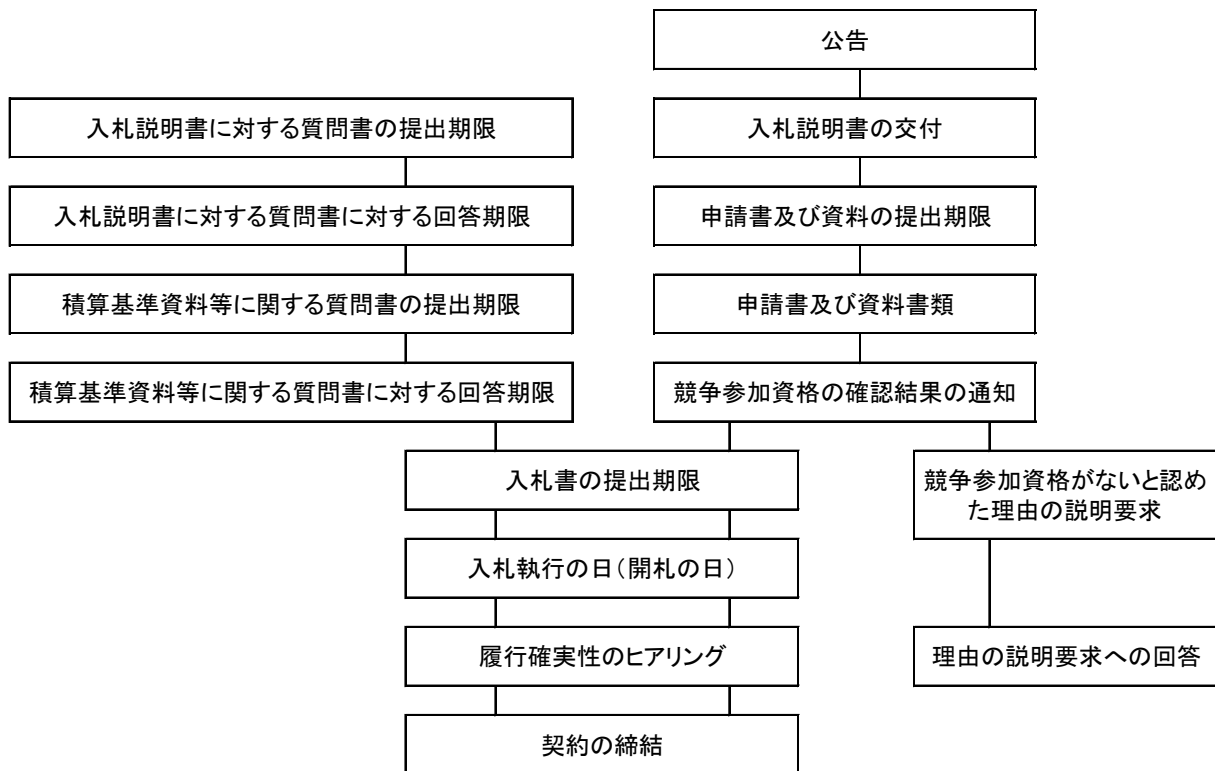 公告
入札説明書に対する質問書の提出期限
入札説明書の交付
入札説明書に対する質問書に対する回答期限
申請書及び資料の提出期限
積算基準資料等に関する質問書の提出期限
申請書及び資料書類
積算基準資料等に関する質問書に対する回答期限
競争参加資格の確認結果の通知
入札書の提出期限
競争参加資格がないと認め
た理由の説明要求
入札執行の日（開札の日）
履行確実性のヒアリング
理由の説明要求への回答
契約の締結